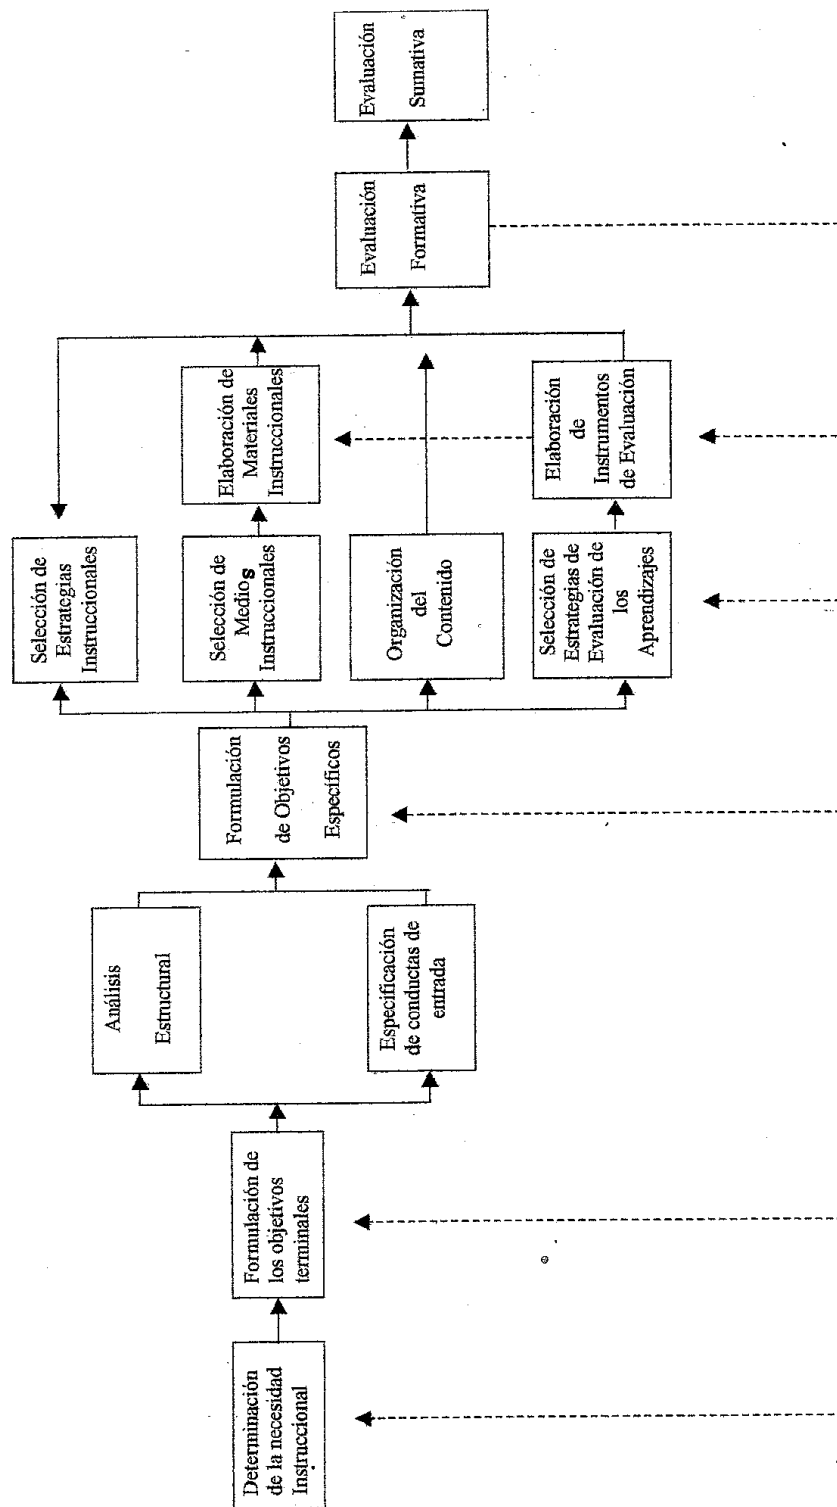 Determinación
de la necesidad
Instruccional
Formulación de
los objetivos
terminales
Análisis
Estructural
Especificación
de conductas de
entrada
Formulación
de Objetivos
Específicos
Selección de
Estrategias
Instruccionales
Selección de
Medios
Instruccionales
Organización
del
Contenido
Selección de
Estrategias de
Evaluación de
los
Aprendizajes
Elaboración de
Materiales
Instruccionales
Elaboración
de
Instrumentos
de Evaluación
Evaluación
Formativa
Evaluación
Sumativa